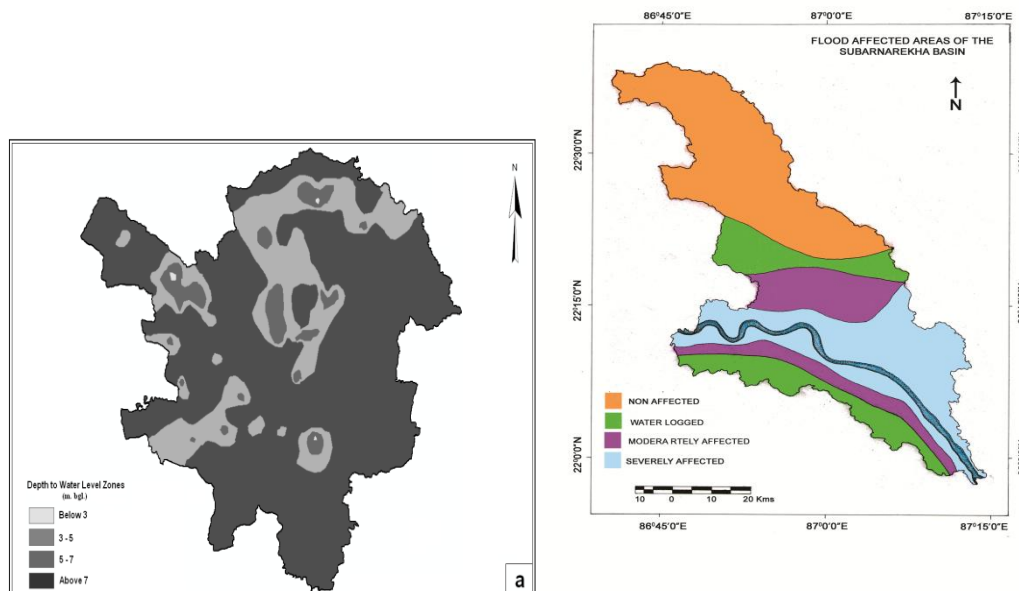 N
Depth to Water Level Zones
(m. bgl.)
Below 3
3 - 5
5 - 7
Above 7
a
86°45'0"E 87°0'0"E 87°15'0"E
FLOOD AFFECTED AREAS OF THE
SUBARNAREKHA BASIN
N
22°30'0"N
22°15'0"N
22°0'0"N
NON AFFECTED
WATER LOGGED
MODERA RTELY AFFECTED
SEVERELY AFFECTED
10 0 10 20 Kms
86°45'0"E 87°0'0"E 87°15'0"E